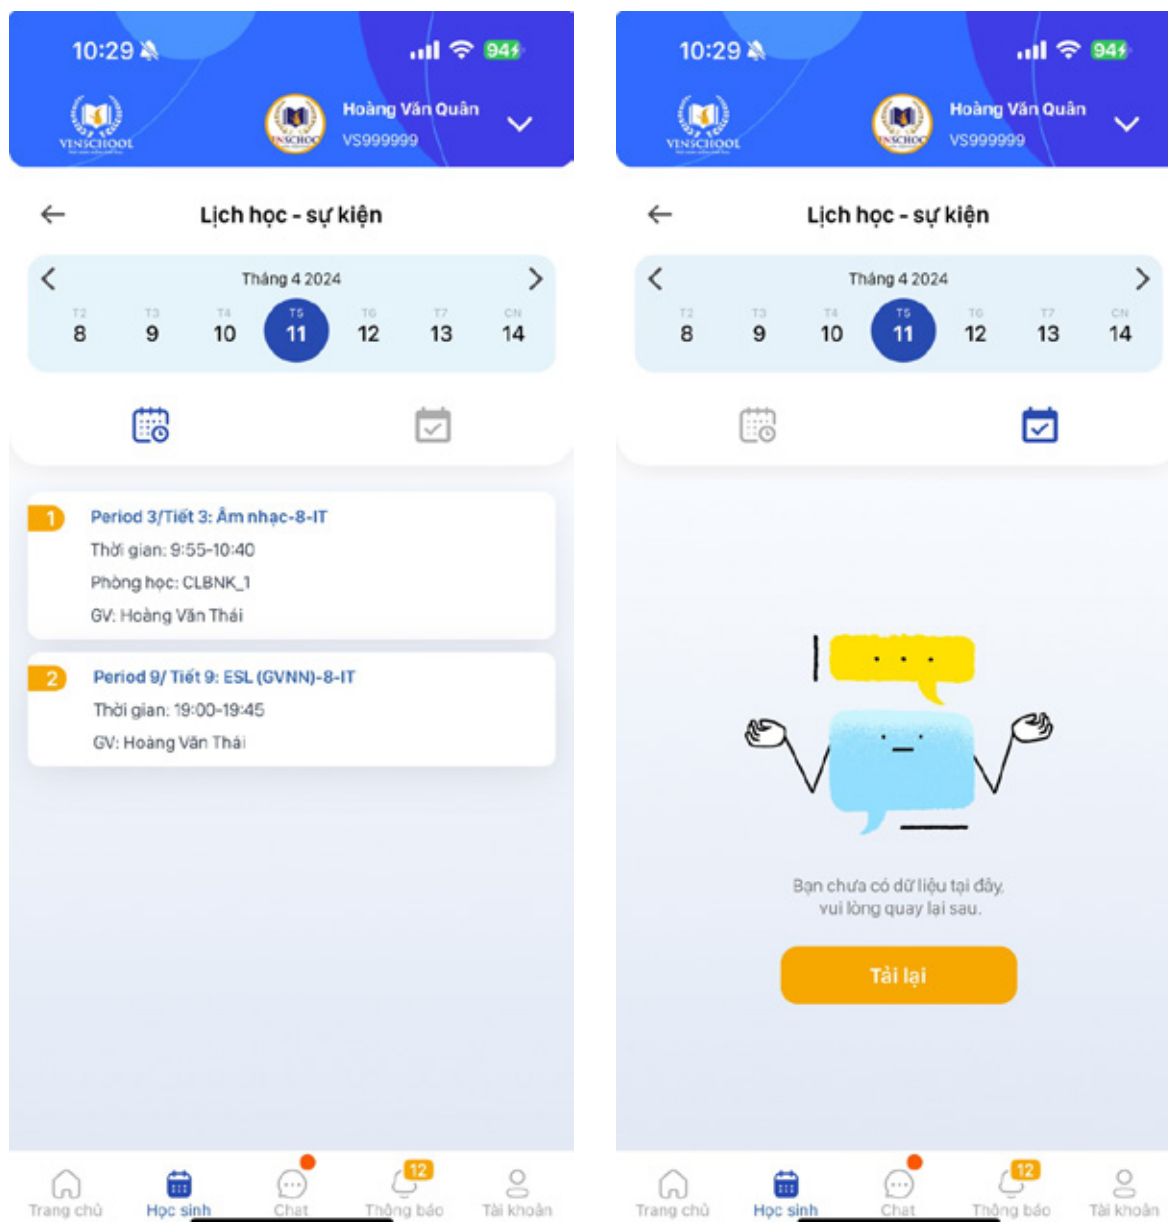 10:29
94
VINSCHOOL
VINSCHOO
Hoàng Văn Quân
VS999999
Lịch học - sự kiện
Tháng 4 2024
T2 T3 T4 T5 T6 T7 CN
8 9 10 11 12 13 14
1 Period 3/Tiết 3: Âm nhạc-8-IT
Thời gian: 9:55-10:40
Phòng học: CLBNK_1
GV: Hoàng Văn Thái
2 Period 9/ Tiết 9: ESL (GVNN)-8-IT
Thời gian: 19:00-19:45
GV: Hoàng Văn Thái
12
Trang chủ Học sinh Chat Thông báo Tài khoản
10:29
94
VINSCHOOL
VINSCHOO
Hoàng Văn Quân
VS999999
Lịch học - sự kiện
Tháng 4 2024
T2 T3 T4 T5 T6 T7 CN
8 9 10 11 12 13 14
Bạn chưa có dữ liệu tại đây,
vui lòng quay lại sau.
Tải lại
12
Trang chủ Học sinh Chat Thông báo Tài khoản